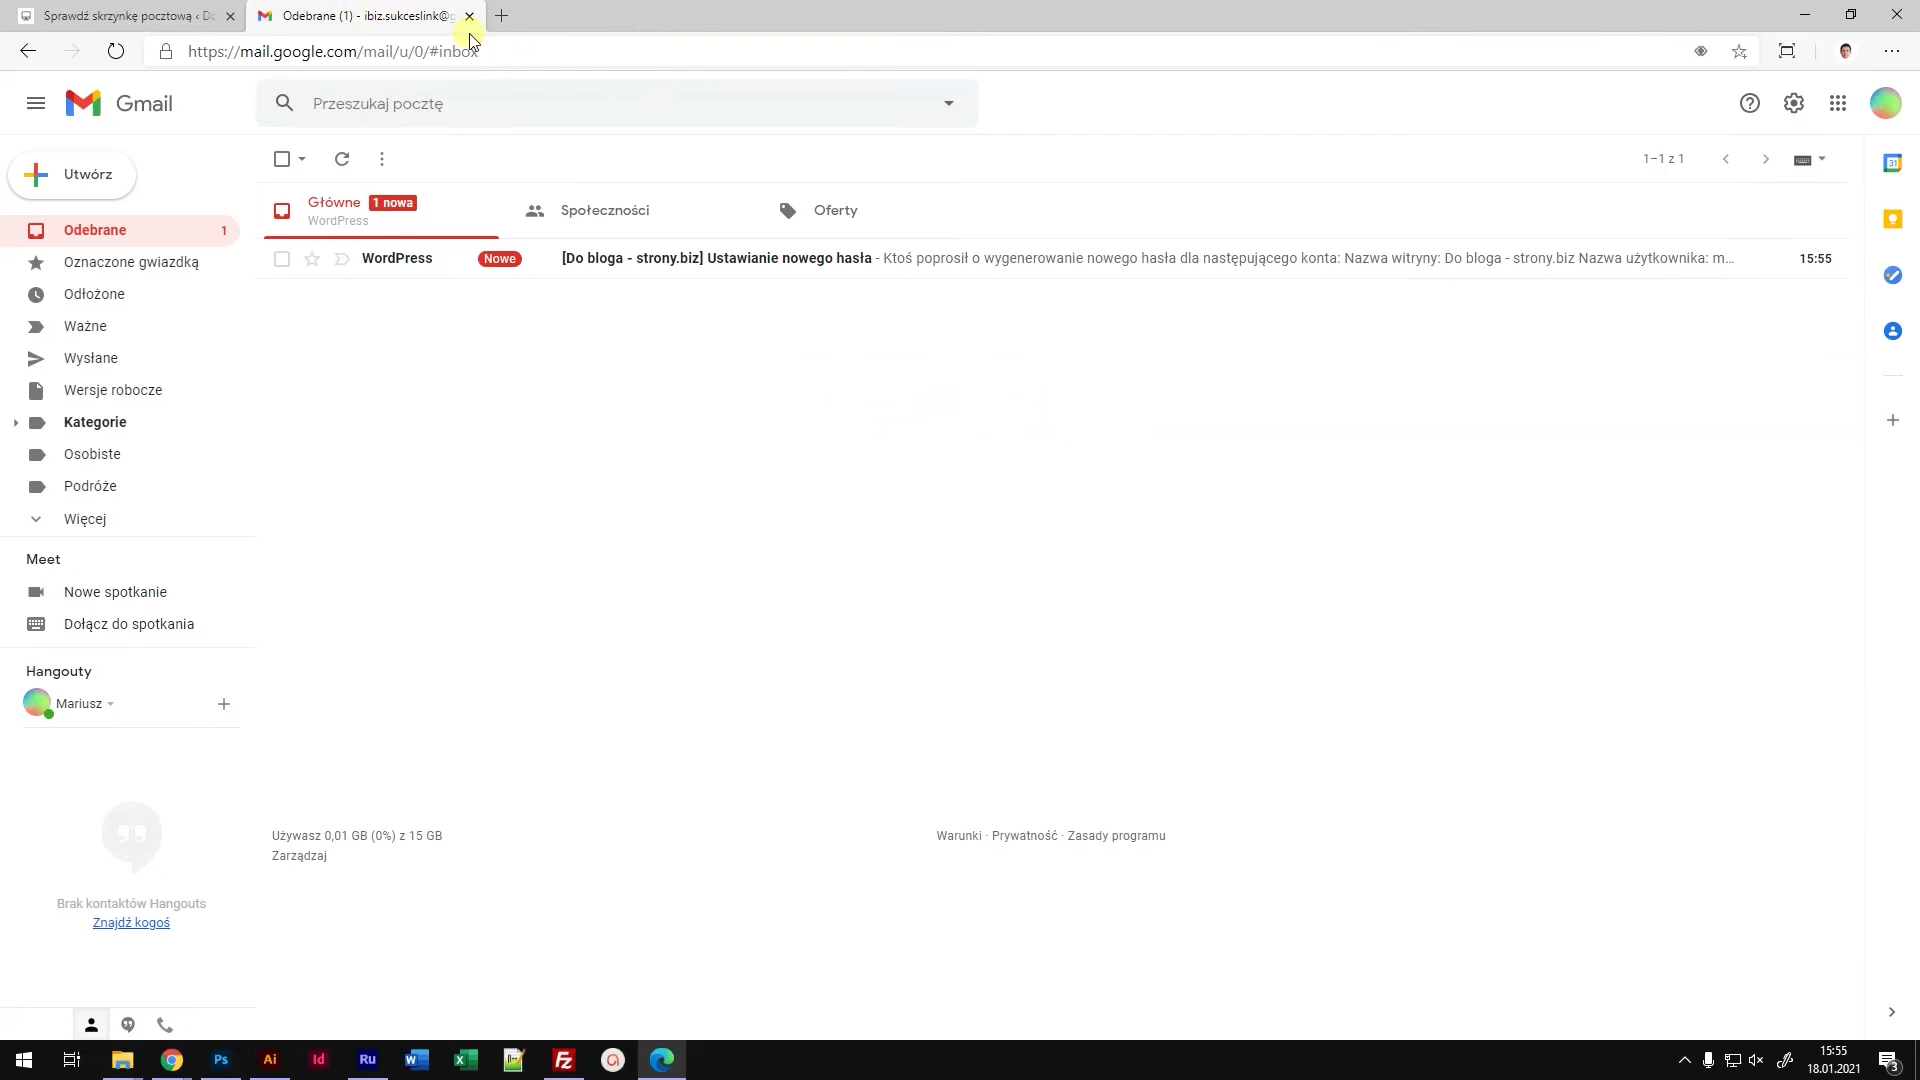 Sprawdź skrzynkę pocztową ‹ Do
Odebrane (1) - ibiz.sukceslink@g
https://mail.google.com/mail/u/0/#inbox
Gmail
Przeszukaj pocztę
Utwórz
1–1 z 1
Główne 1 nowa
WordPress
Społeczności
Oferty
Odebrane 1
WordPress Nowe [Do bloga - strony.biz] Ustawianie nowego hasła - Ktoś poprosił o wygenerowanie nowego hasła dla następującego konta: Nazwa witryny: Do bloga - strony.biz Nazwa użytkownika: m... 15:55
Oznaczone gwiazdką
Odłożone
Ważne
Wysłane
Wersje robocze
Kategorie
Osobiste
Podróże
Więcej
Meet
Nowe spotkanie
Dołącz do spotkania
Hangouty
Mariusz
Brak kontaktów Hangouts
Znajdź kogoś
Używasz 0,01 GB (0%) z 15 GB
Zarządzaj
Warunki · Prywatność · Zasady programu
31
Ps
Ai
Id
Ru
W
X
Fz
15:55
18.01.2021
3